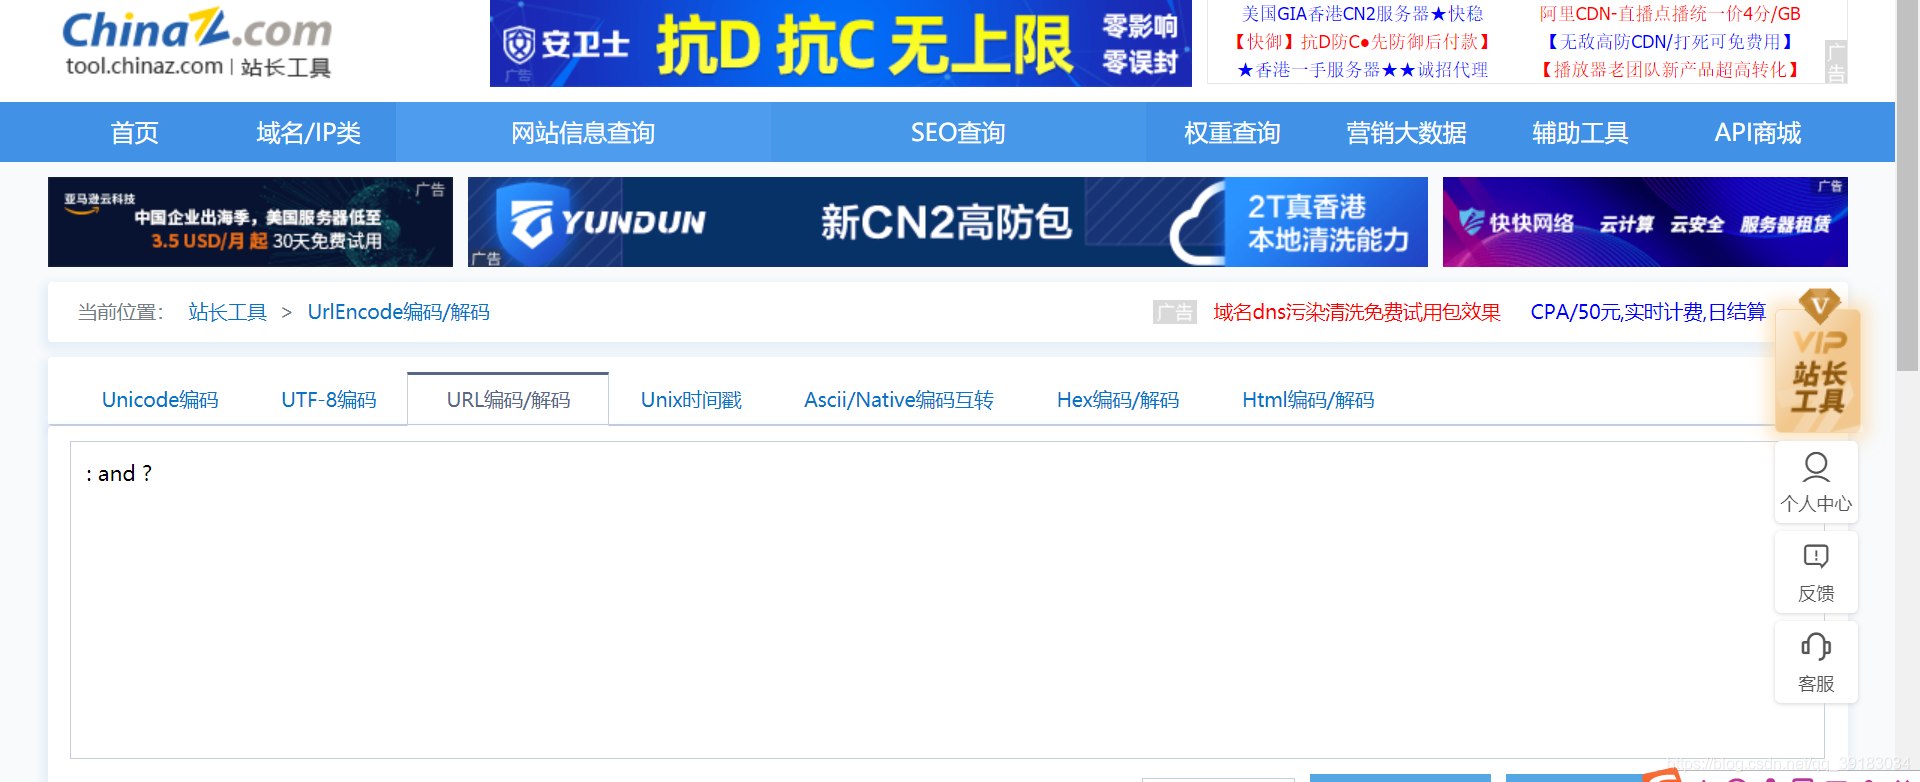 ChinaZ.com
tool.chinaz.com | 站长工具
安卫士
抗D 抗C 无上限
零影响
零误封
广告
美国GIA香港CN2服务器★快稳
阿里CDN-直播点播统一价4分/GB
【快御】抗D防C●先防御后付款】
【无敌高防CDN/打死可免费用】
★香港一手服务器★★诚招代理
【播放器老团队新产品超高转化】
广告
首页 域名/IP类 网站信息查询 SEO查询 权重查询 营销大数据 辅助工具 API商城
亚马逊云科技
广告
中国企业出海季，美国服务器低至
3.5 USD/月 起 30天免费试用
YUNDUN
新CN2高防包
2T真香港
本地清洗能力
广告
快快网络 云计算 云安全 服务器租赁
广告
当前位置： 站长工具 > UrlEncode编码/解码
广告 域名dns污染清洗免费试用包效果 CPA/50元,实时计费,日结算
V
VIP
站长
工具
Unicode编码 UTF-8编码 URL编码/解码 Unix时间戳 Ascii/Native编码互转 Hex编码/解码 Html编码/解码
: and ?
个人中心
反馈
客服
https://blog.csdn.net/qq_39183034